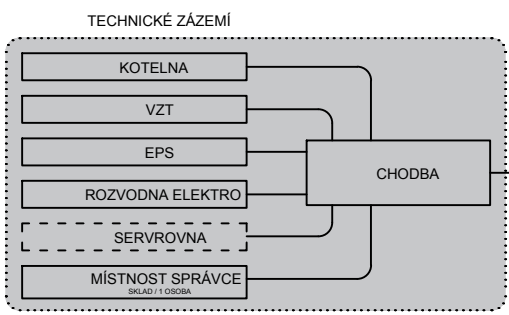 TECHNICKÉ ZÁZEMÍ
KOTELNA
VZT
EPS
CHODBA
ROZVODNA ELEKTRO
SERVROVNA
MÍSTNOST SPRÁVCE
SKLAD / 1 OSOBA